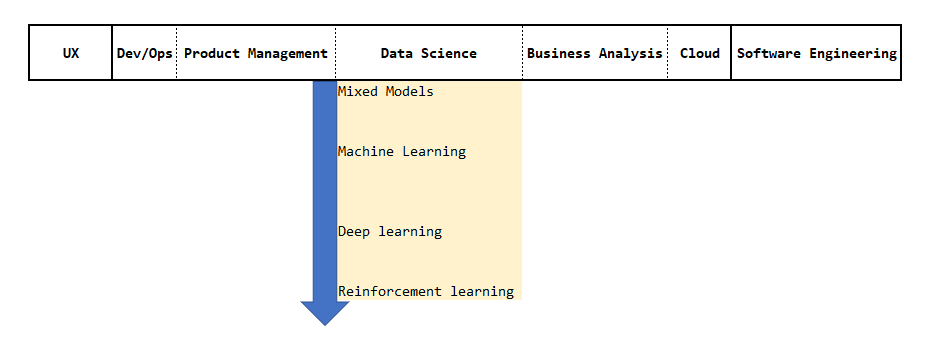 UX Dev/Ops Product Management Data Science Business Analysis Cloud Software Engineering
Mixed Models
Machine Learning
Deep learning
Reinforcement learning